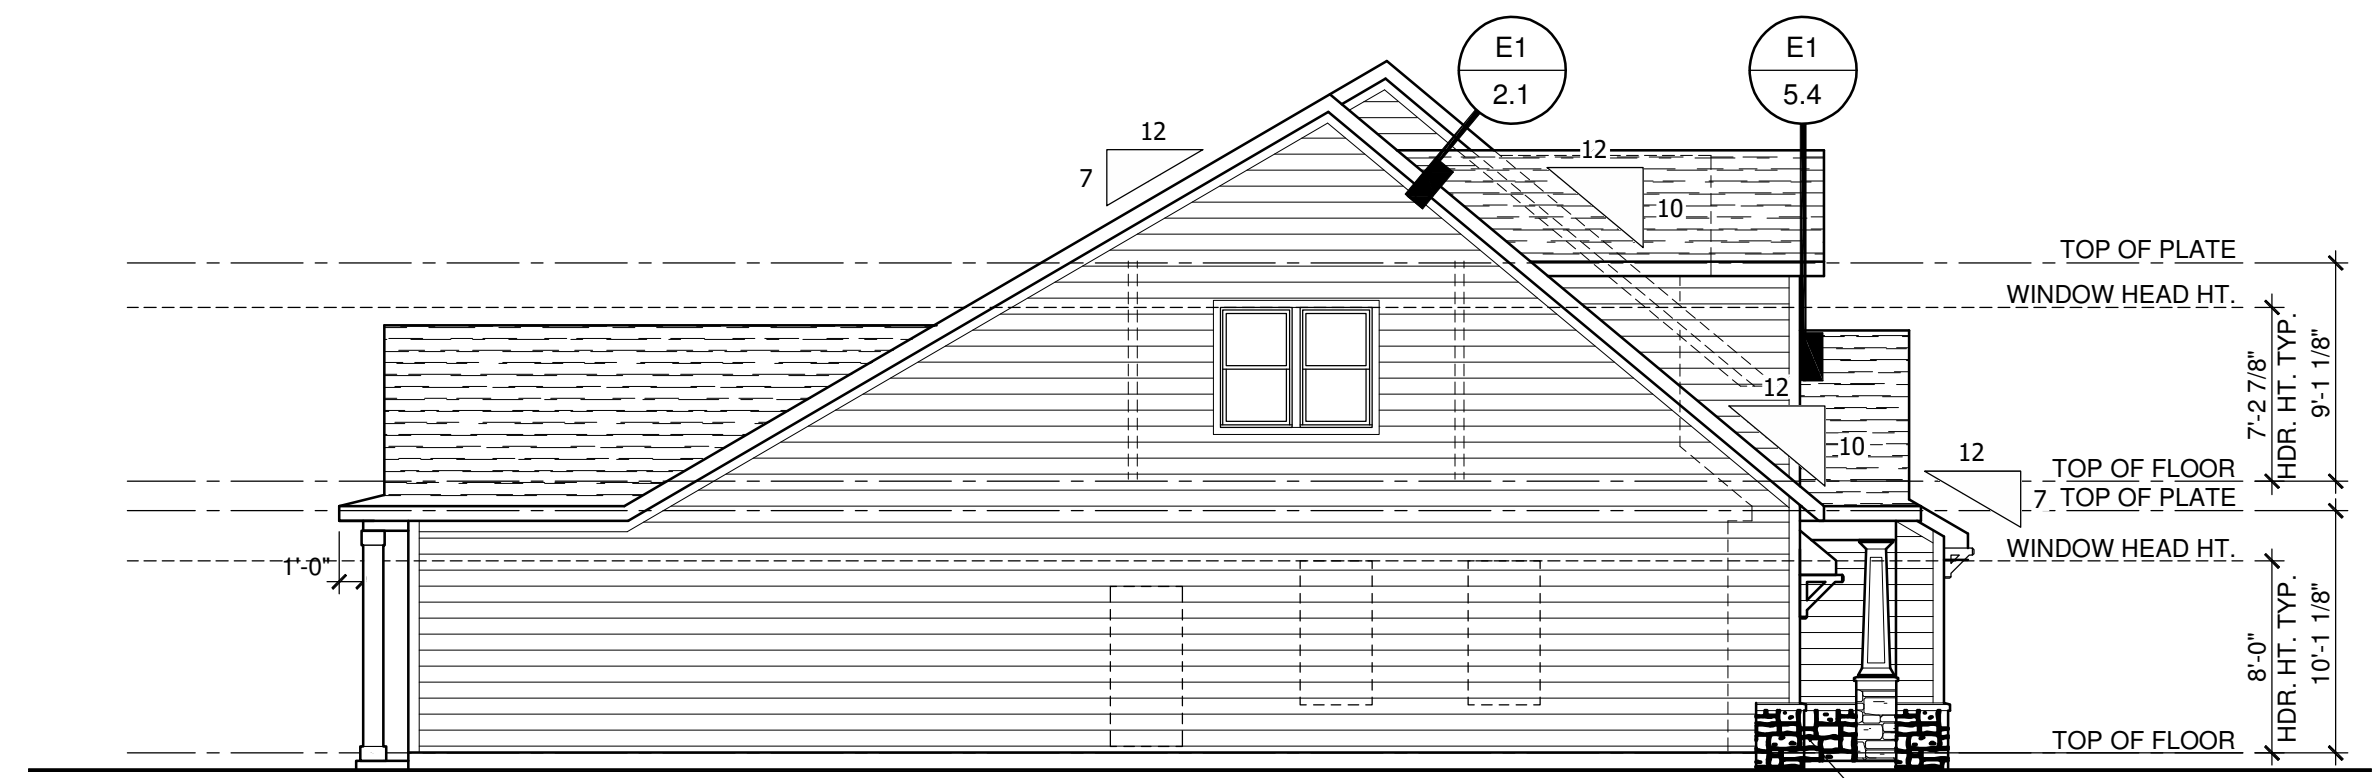 E1
2.1
E1
5.4
12
7
12
10
TOP OF PLATE
WINDOW HEAD HT.
7'-2 7/8"
HDR. HT. TYP.
9'-1 1/8"
12
10
12
7
TOP OF FLOOR
TOP OF PLATE
WINDOW HEAD HT.
1'-0"
8'-0"
HDR. HT. TYP.
10'-1 1/8"
TOP OF FLOOR